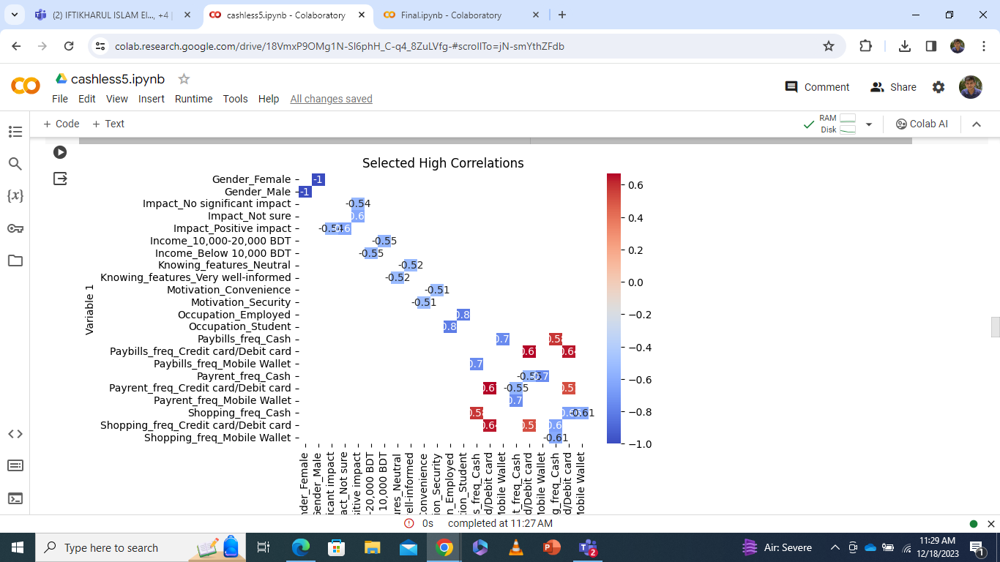 (2) IFTIKHARUL ISLAM EI..., +4 |
cashless5.ipynb - Colaboratory
Final.ipynb - Colaboratory
colab.research.google.com/drive/18VmxP9OMg1N-SI6phH_C-q4_8ZuLVfg-#scrollTo=jN-smYthZFdb
cashless5.ipynb
File Edit View Insert Runtime Tools Help All changes saved
Comment Share
+ Code + Text
RAM
Disk
Colab AI
Selected High Correlations
Gender_Female
-1
Gender_Male
-1
Impact_No significant impact
-0.54
Impact_Not sure
0.6
Impact_Positive impact
-0.54
Income_10,000-20,000 BDT
-0.55
Income_Below 10,000 BDT
-0.55
Knowing_features_Neutral
-0.52
Knowing_features_Very well-informed
-0.52
Motivation_Convenience
-0.51
Motivation_Security
-0.51
Occupation_Employed
0.8
Occupation_Student
0.8
Paybills_freq_Cash
0.7 0.5
Paybills_freq_Credit card/Debit card
0.6 0.6
Paybills_freq_Mobile Wallet
0.7
Payrent_freq_Cash
-0.55 0.7
Payrent_freq_Credit card/Debit card
0.6 -0.55 0.5
Payrent_freq_Mobile Wallet
0.7
Shopping_freq_Cash
0.5 -0.61
Shopping_freq_Credit card/Debit card
0.6 0.5 0.6
Shopping_freq_Mobile Wallet
-0.61
Variable 1
0.6
0.4
0.2
0.0
−0.2
−0.4
−0.6
−0.8
−1.0
nder_Female
Gender_Male
icant impact
act_Not sure
sitive impact
-20,000 BDT
10,000 BDT
ures_Neutral
ell-informed
Convenience
on_Security
n_Employed
tion_Student
s_freq_Cash
d/Debit card
Mobile Wallet
t_freq_Cash
d/Debit card
Mobile Wallet
g_freq_Cash
d/Debit card
Mobile Wallet
0s completed at 11:27 AM
Type here to search
Air: Severe
11:29 AM
12/18/2023